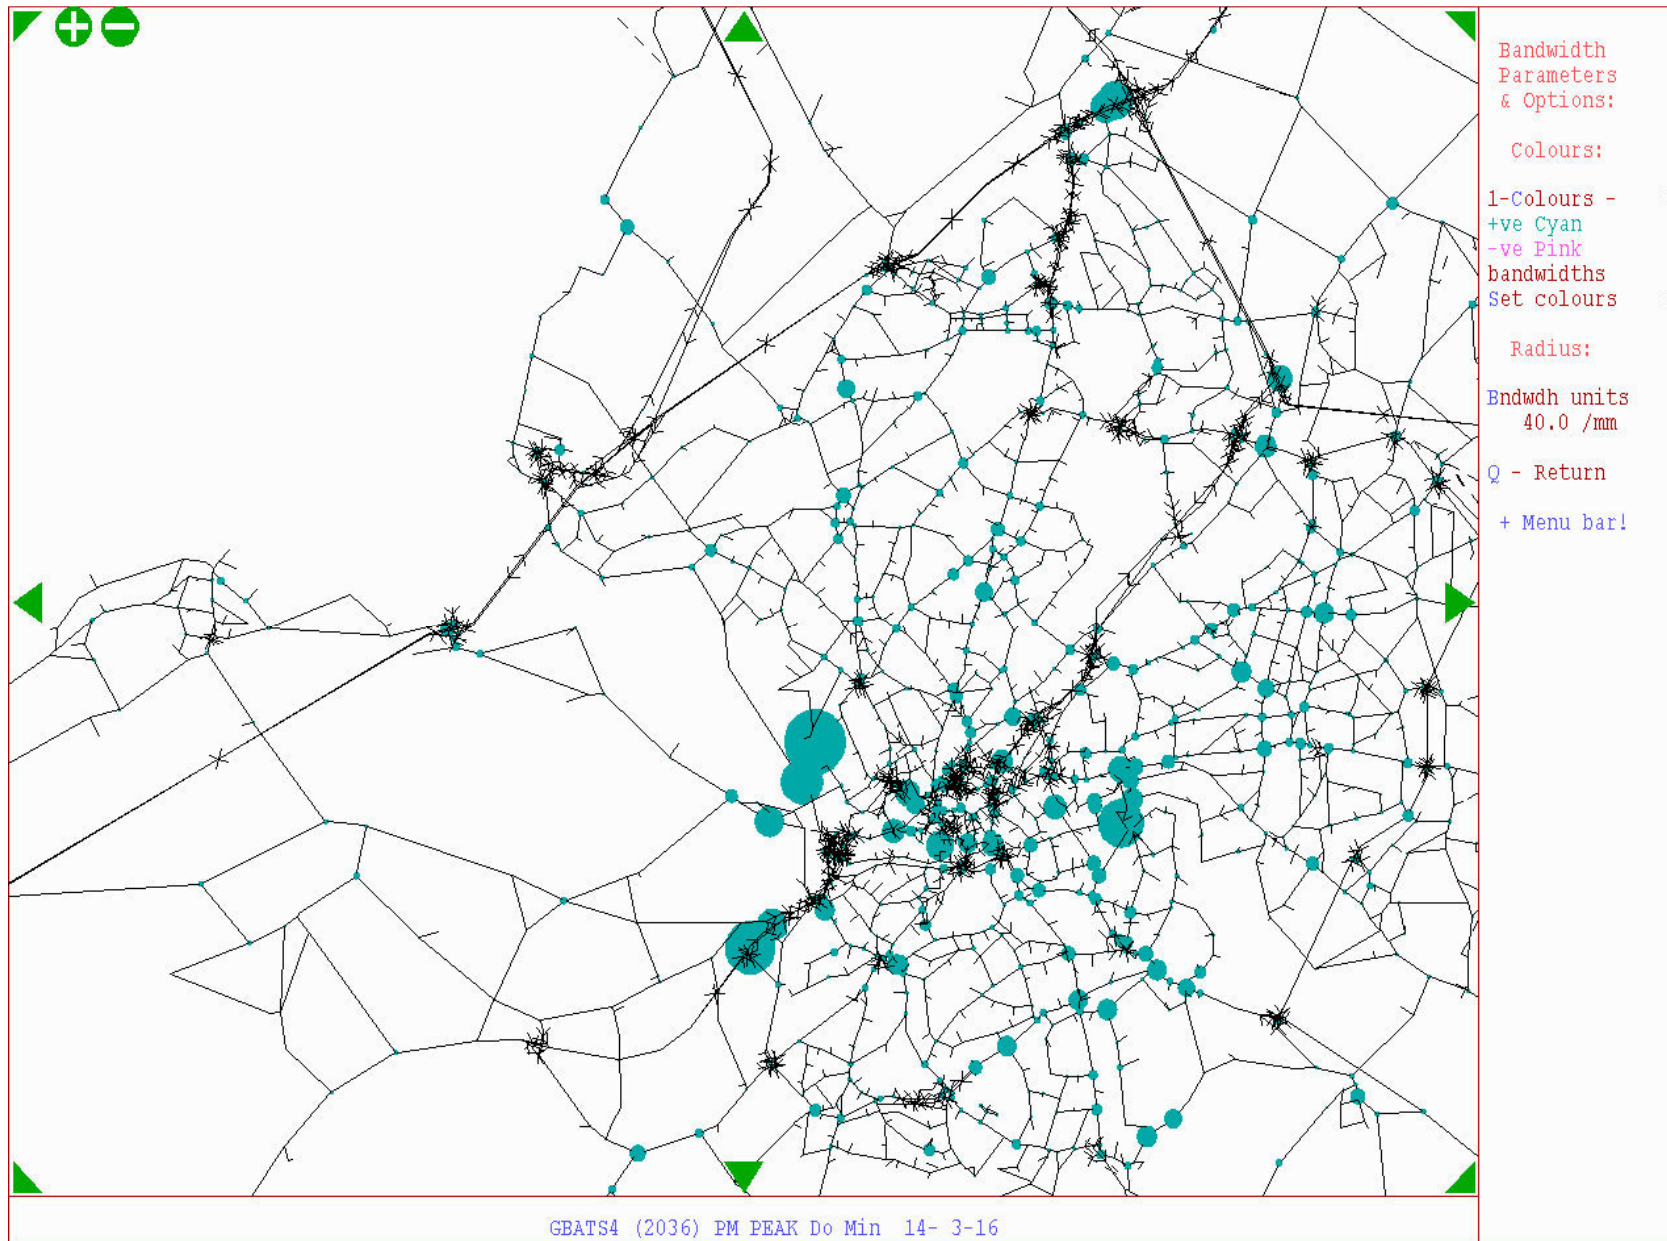 Bandwidth
Parameters
& Options:
Colours:
1-Colours -
+ve Cyan
-ve Pink
bandwidths
Set colours
Radius:
Bndwdh units
40.0 /mm
Q - Return
+ Menu bar!
GBATS4 (2036) PM PEAK Do Min 14- 3-16